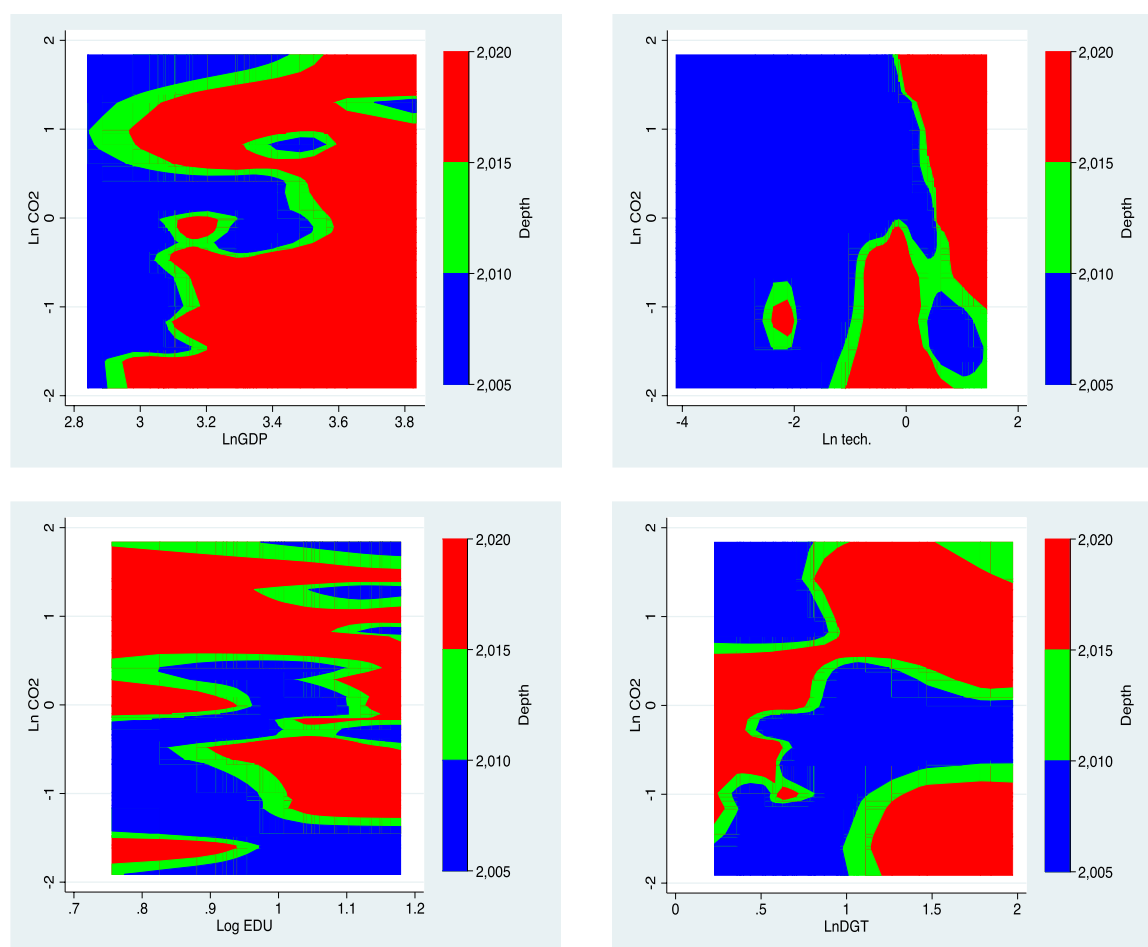 2
1
0
-1
-2
Ln CO2
2.8 3 3.2 3.4 3.6 3.8
LnGDP
2,020
2,015
2,010
2,005
Depth
2
1
0
-1
-2
Ln CO2
-4 -2 0 2
Ln tech.
2,020
2,015
2,010
2,005
Depth
2
1
0
-1
-2
Ln CO2
.7 .8 .9 1 1.1 1.2
Log EDU
2,020
2,015
2,010
2,005
Depth
2
1
0
-1
-2
Ln CO2
0 .5 1 1.5 2
LnDGT
2,020
2,015
2,010
2,005
Depth